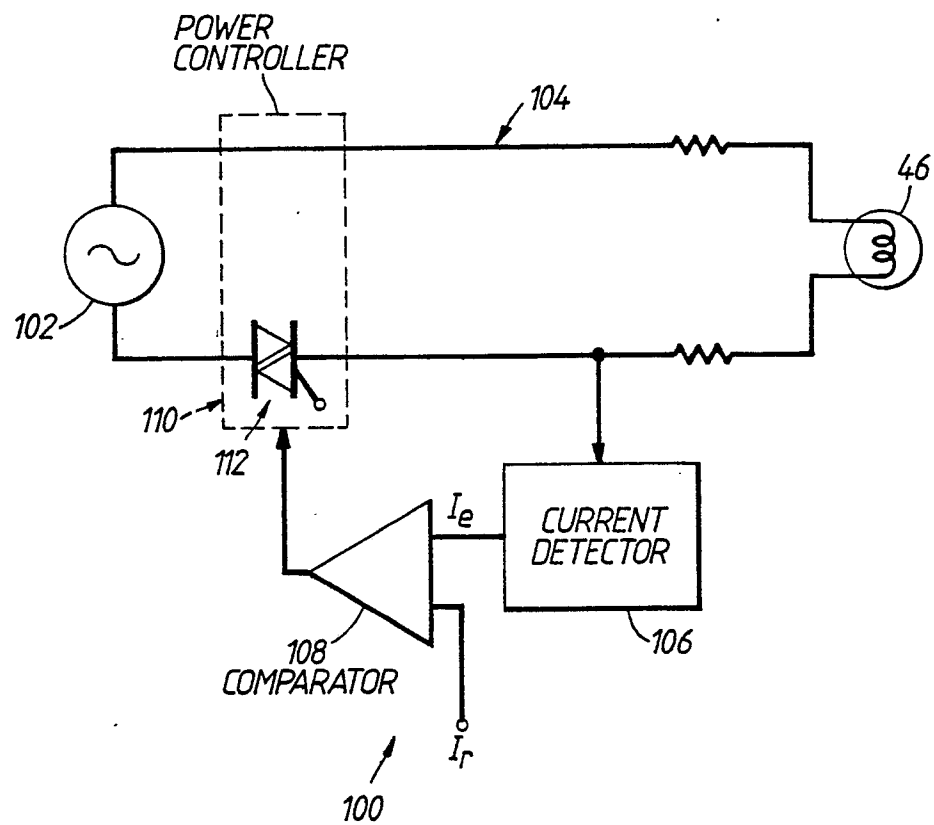 POWER
CONTROLLER
104
46
102
110
112
Ie
CURRENT
DETECTOR
108
COMPARATOR
106
Ir
100